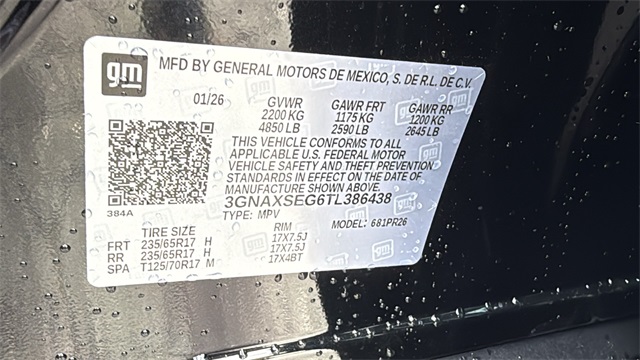 gm
MFD BY GENERAL MOTORS DE MEXICO, S. DE R.L. DE C.V.
01/26 GVWR GAWR FRT GAWR RR
2200 KG 1175 KG 1200 KG
4850 LB 2590 LB 2645 LB
THIS VEHICLE CONFORMS TO ALL
APPLICABLE U.S. FEDERAL MOTOR
VEHICLE SAFETY AND THEFT PREVENTION
STANDARDS IN EFFECT ON THE DATE OF
MANUFACTURE SHOWN ABOVE.
3GNAXSEG6TL386438
384A
TYPE: MPV MODEL: 681PR26
TIRE SIZE RIM
FRT 235/65R17 H 17X7.5J
RR 235/65R17 H 17X7.5J
SPA T125/70R17 M 17X4BT